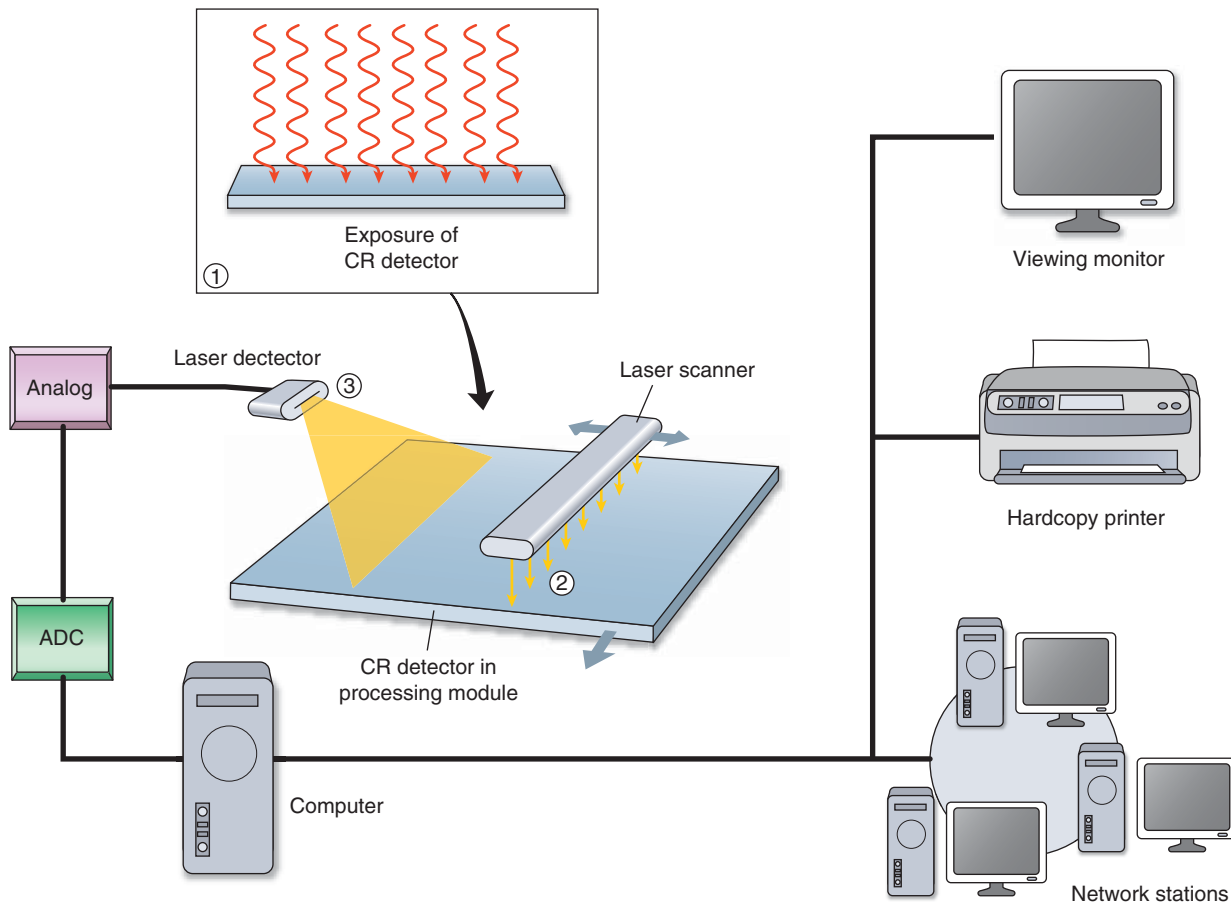 Exposure of
CR detector
1
Viewing monitor
Laser dectector
3
Laser scanner
Analog
Hardcopy printer
2
ADC
CR detector in
processing module
Computer
Network stations